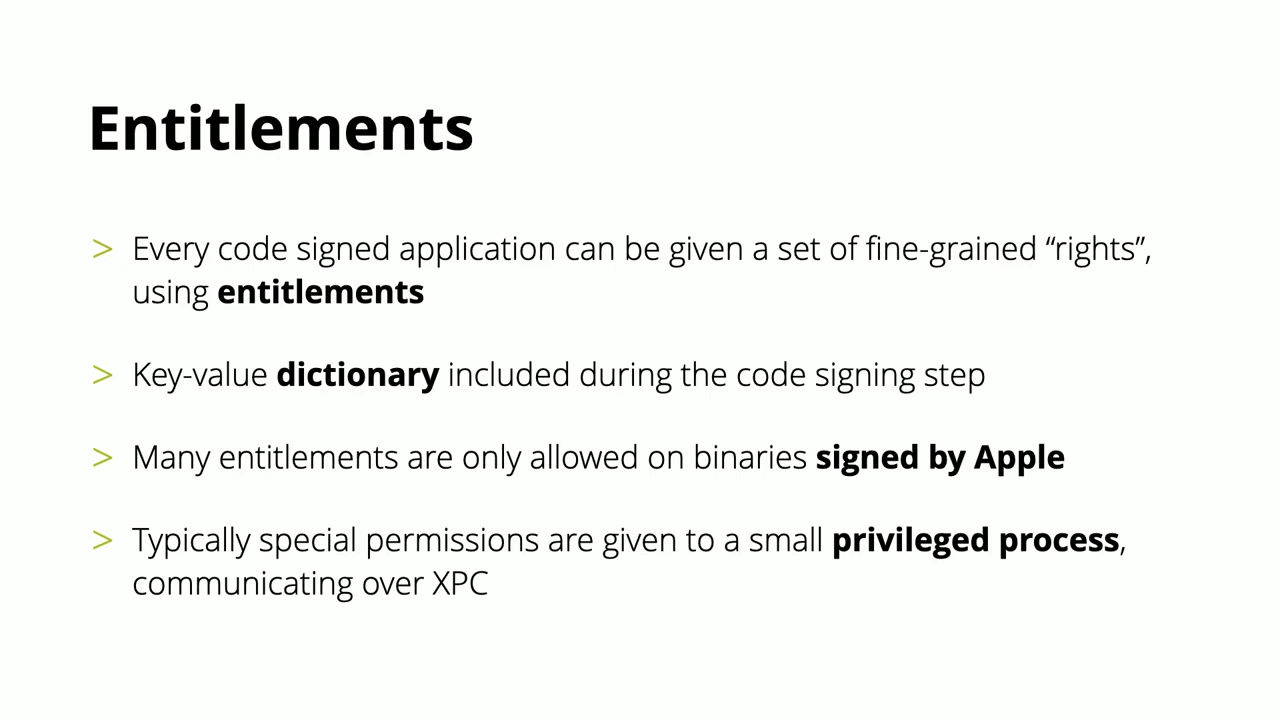 Entitlements
> Every code signed application can be given a set of fine-grained “rights”,
using entitlements
> Key-value dictionary included during the code signing step
> Many entitlements are only allowed on binaries signed by Apple
> Typically special permissions are given to a small privileged process,
communicating over XPC